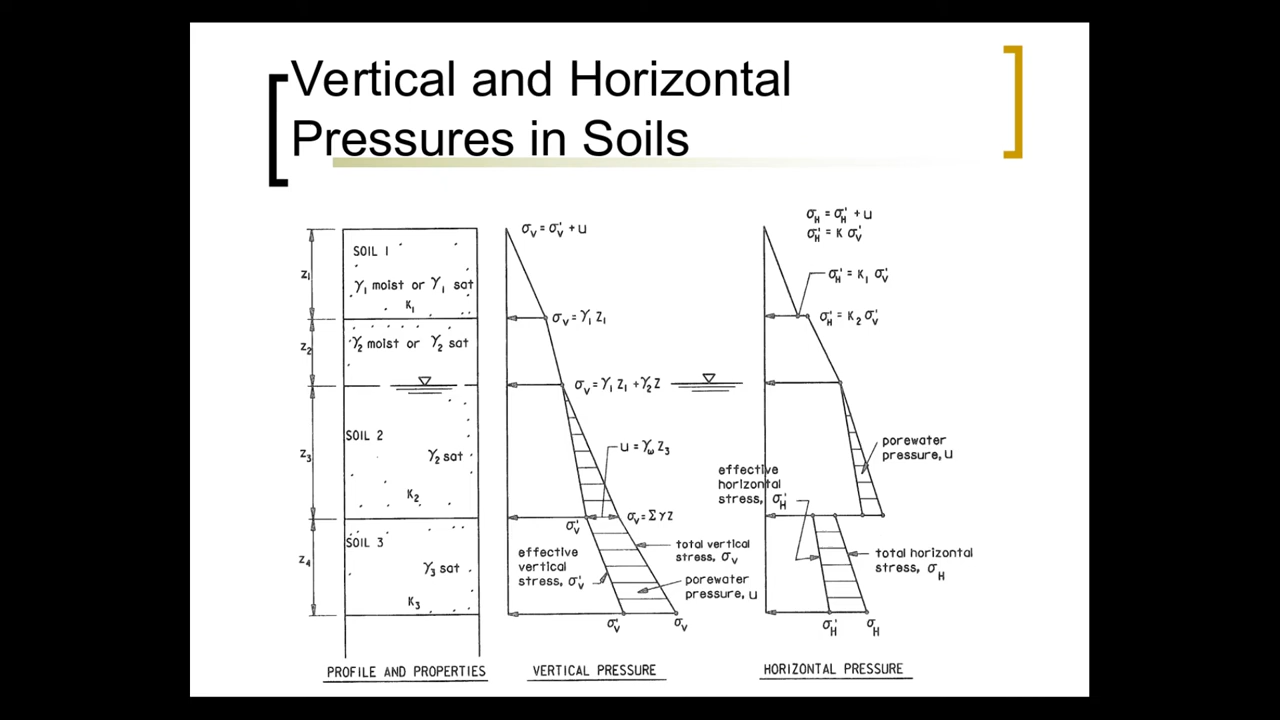 Vertical and Horizontal
Pressures in Soils
SOIL 1
γ₁ moist or γ₁ sat
K₁
γ₂ moist or γ₂ sat
SOIL 2
γ₂ sat
K₂
SOIL 3
γ₃ sat
K₃
Z₁
Z₂
Z₃
Z₄
PROFILE AND PROPERTIES
σᵥ = σᵥ' + u
σᵥ = γ₁ Z₁
σᵥ = γ₁ Z₁ + γ₂ Z
u = γω Z₃
σᵥ'
σᵥ = Σ γ Z
effective
vertical
stress, σᵥ'
total vertical
stress, σᵥ
porewater
pressure, u
σᵥ'
σᵥ
VERTICAL PRESSURE
σ_H = σ_H' + u
σ_H' = K σᵥ'
σ_H' = K₁ σᵥ'
σ_H' = K₂ σᵥ'
porewater
pressure, u
effective
horizontal
stress, σ_H'
total horizontal
stress, σ_H
σ_H'
σ_H
HORIZONTAL PRESSURE